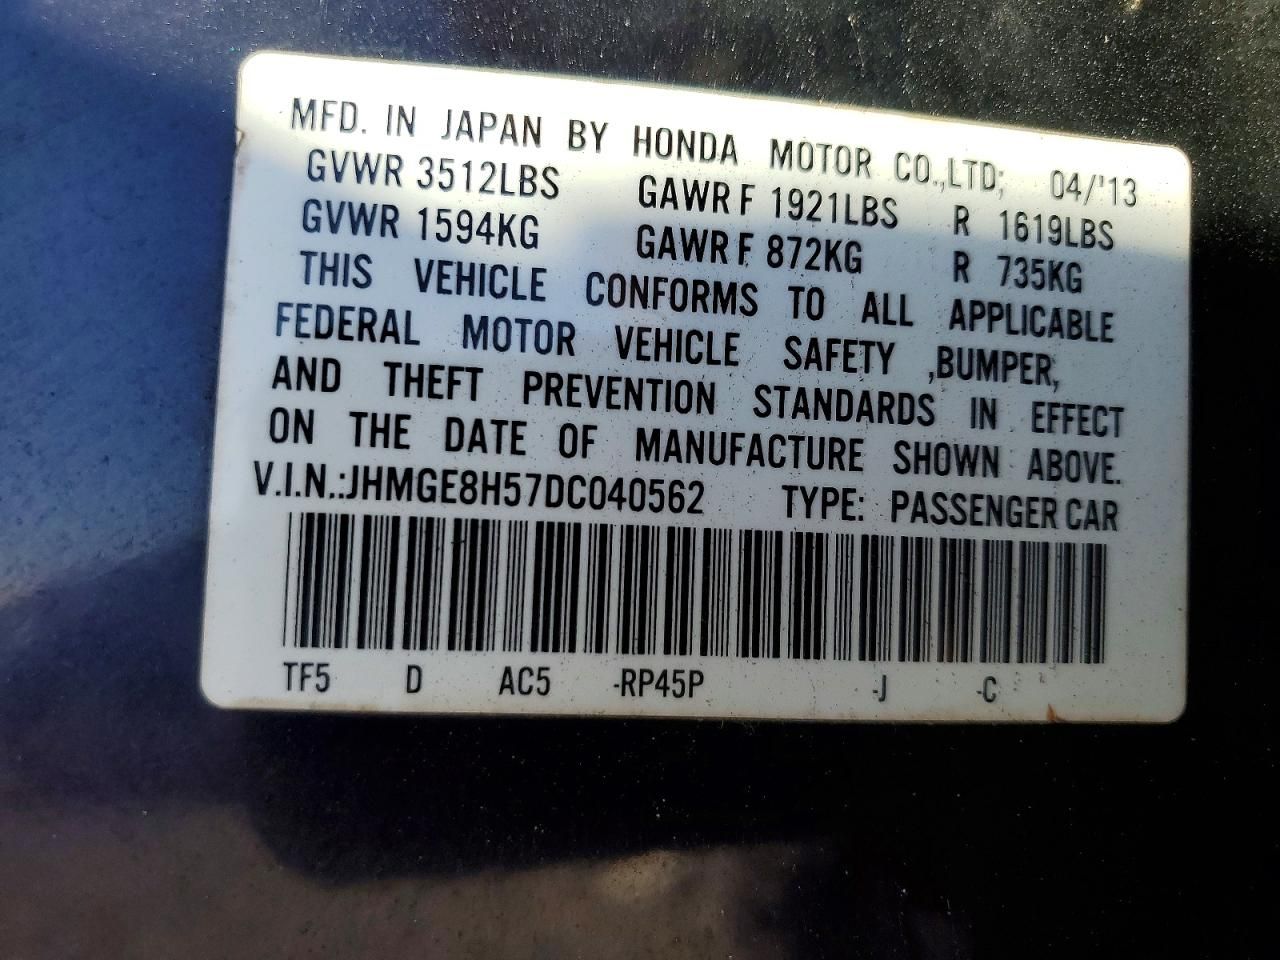 MFD. IN JAPAN BY HONDA MOTOR CO.,LTD; 04/'13
GVWR 3512LBS GAWR F 1921LBS R 1619LBS
GVWR 1594KG GAWR F 872KG R 735KG
THIS VEHICLE CONFORMS TO ALL APPLICABLE
FEDERAL MOTOR VEHICLE SAFETY ,BUMPER,
AND THEFT PREVENTION STANDARDS IN EFFECT
ON THE DATE OF MANUFACTURE SHOWN ABOVE.
V.I.N.:JHMGE8H57DC040562 TYPE: PASSENGER CAR
TF5 D AC5 -RP45P -J -C